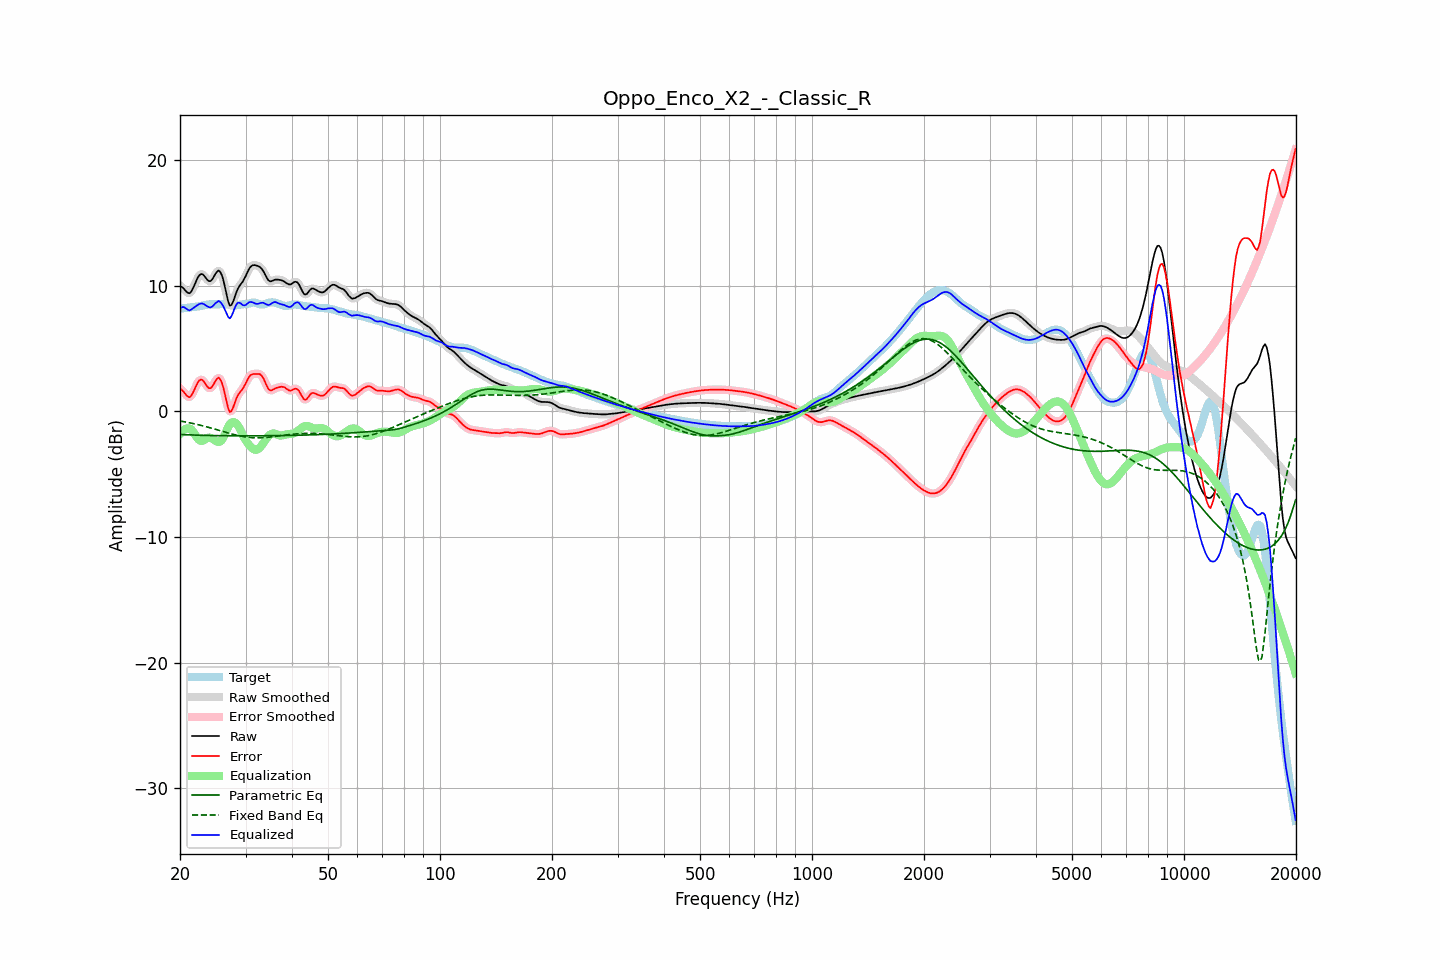 Oppo_Enco_X2_-_Classic_R
20
10
0
−10
−20
−30
Amplitude (dBr)
Target
Raw Smoothed
Error Smoothed
Raw
Error
Equalization
Parametric Eq
Fixed Band Eq
Equalized
20 50 100 200 500 1000 2000 5000 10000 20000
Frequency (Hz)